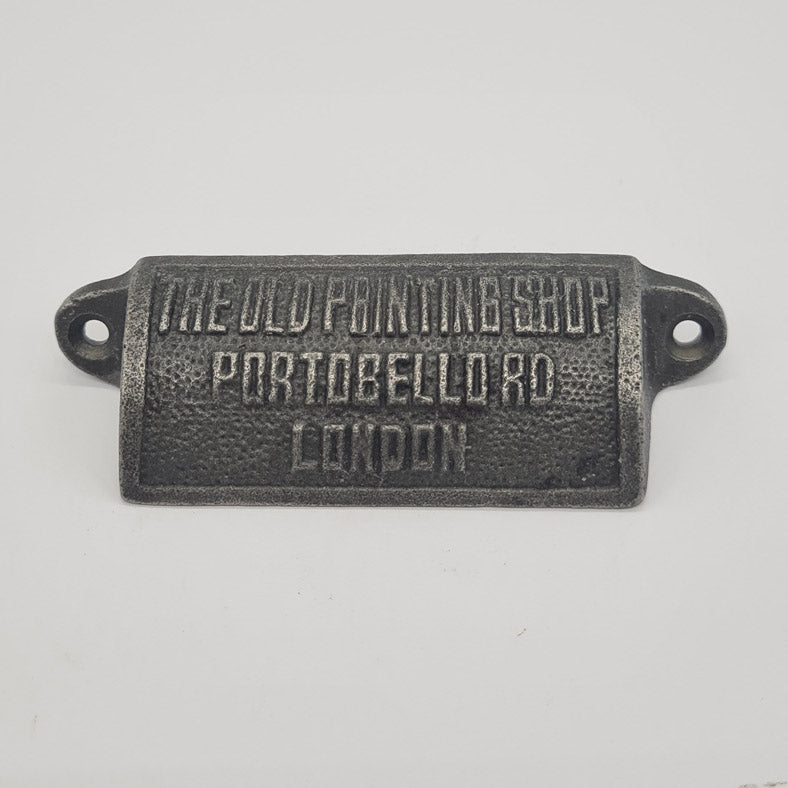 THE OLD PRINTING SHOP
PORTOBELLO RD
LONDON